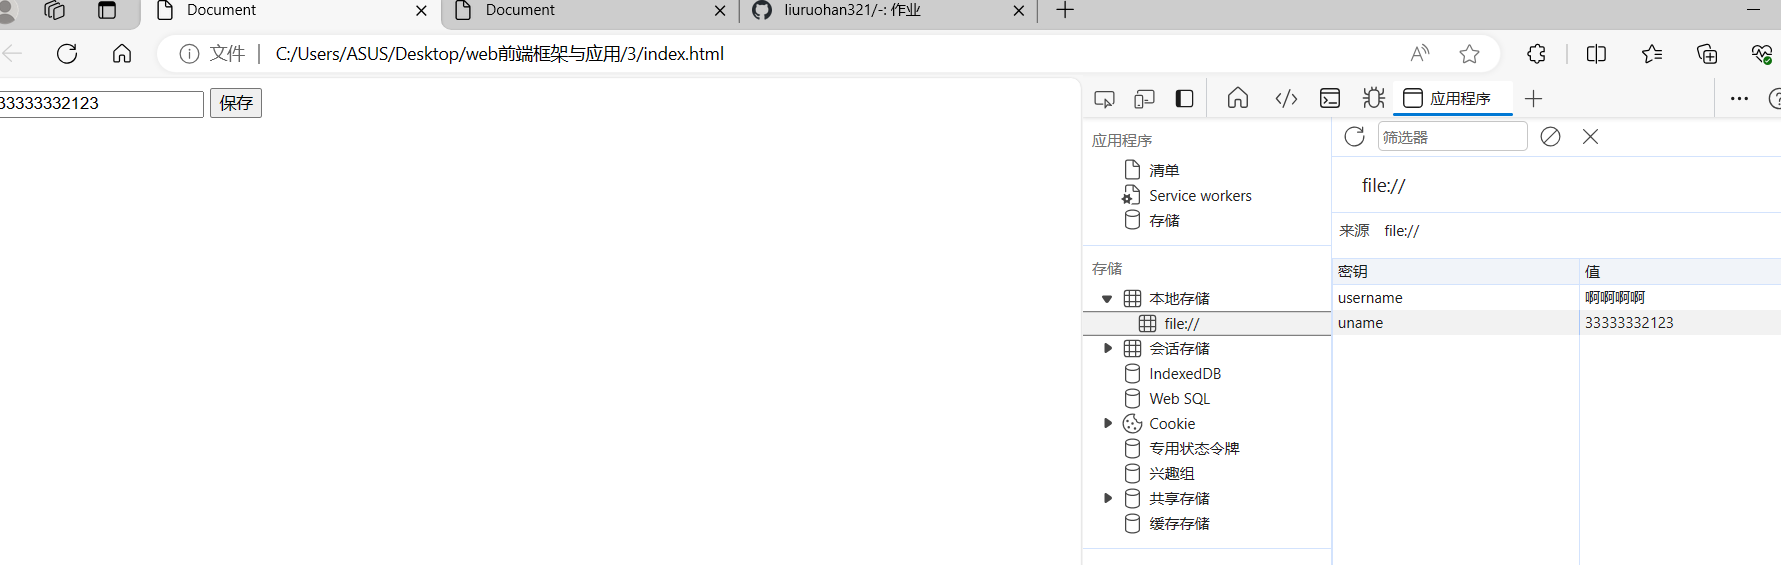 Document
Document
liuruohan321/-: 作业
文件
C:/Users/ASUS/Desktop/web前端框架与应用/3/index.html
33333332123
保存
应用程序
应用程序
清单
Service workers
存储
存储
本地存储
file://
会话存储
IndexedDB
Web SQL
Cookie
专用状态令牌
兴趣组
共享存储
缓存存储
筛选器
file://
来源 file://
密钥 值
username 啊啊啊啊
uname 33333332123